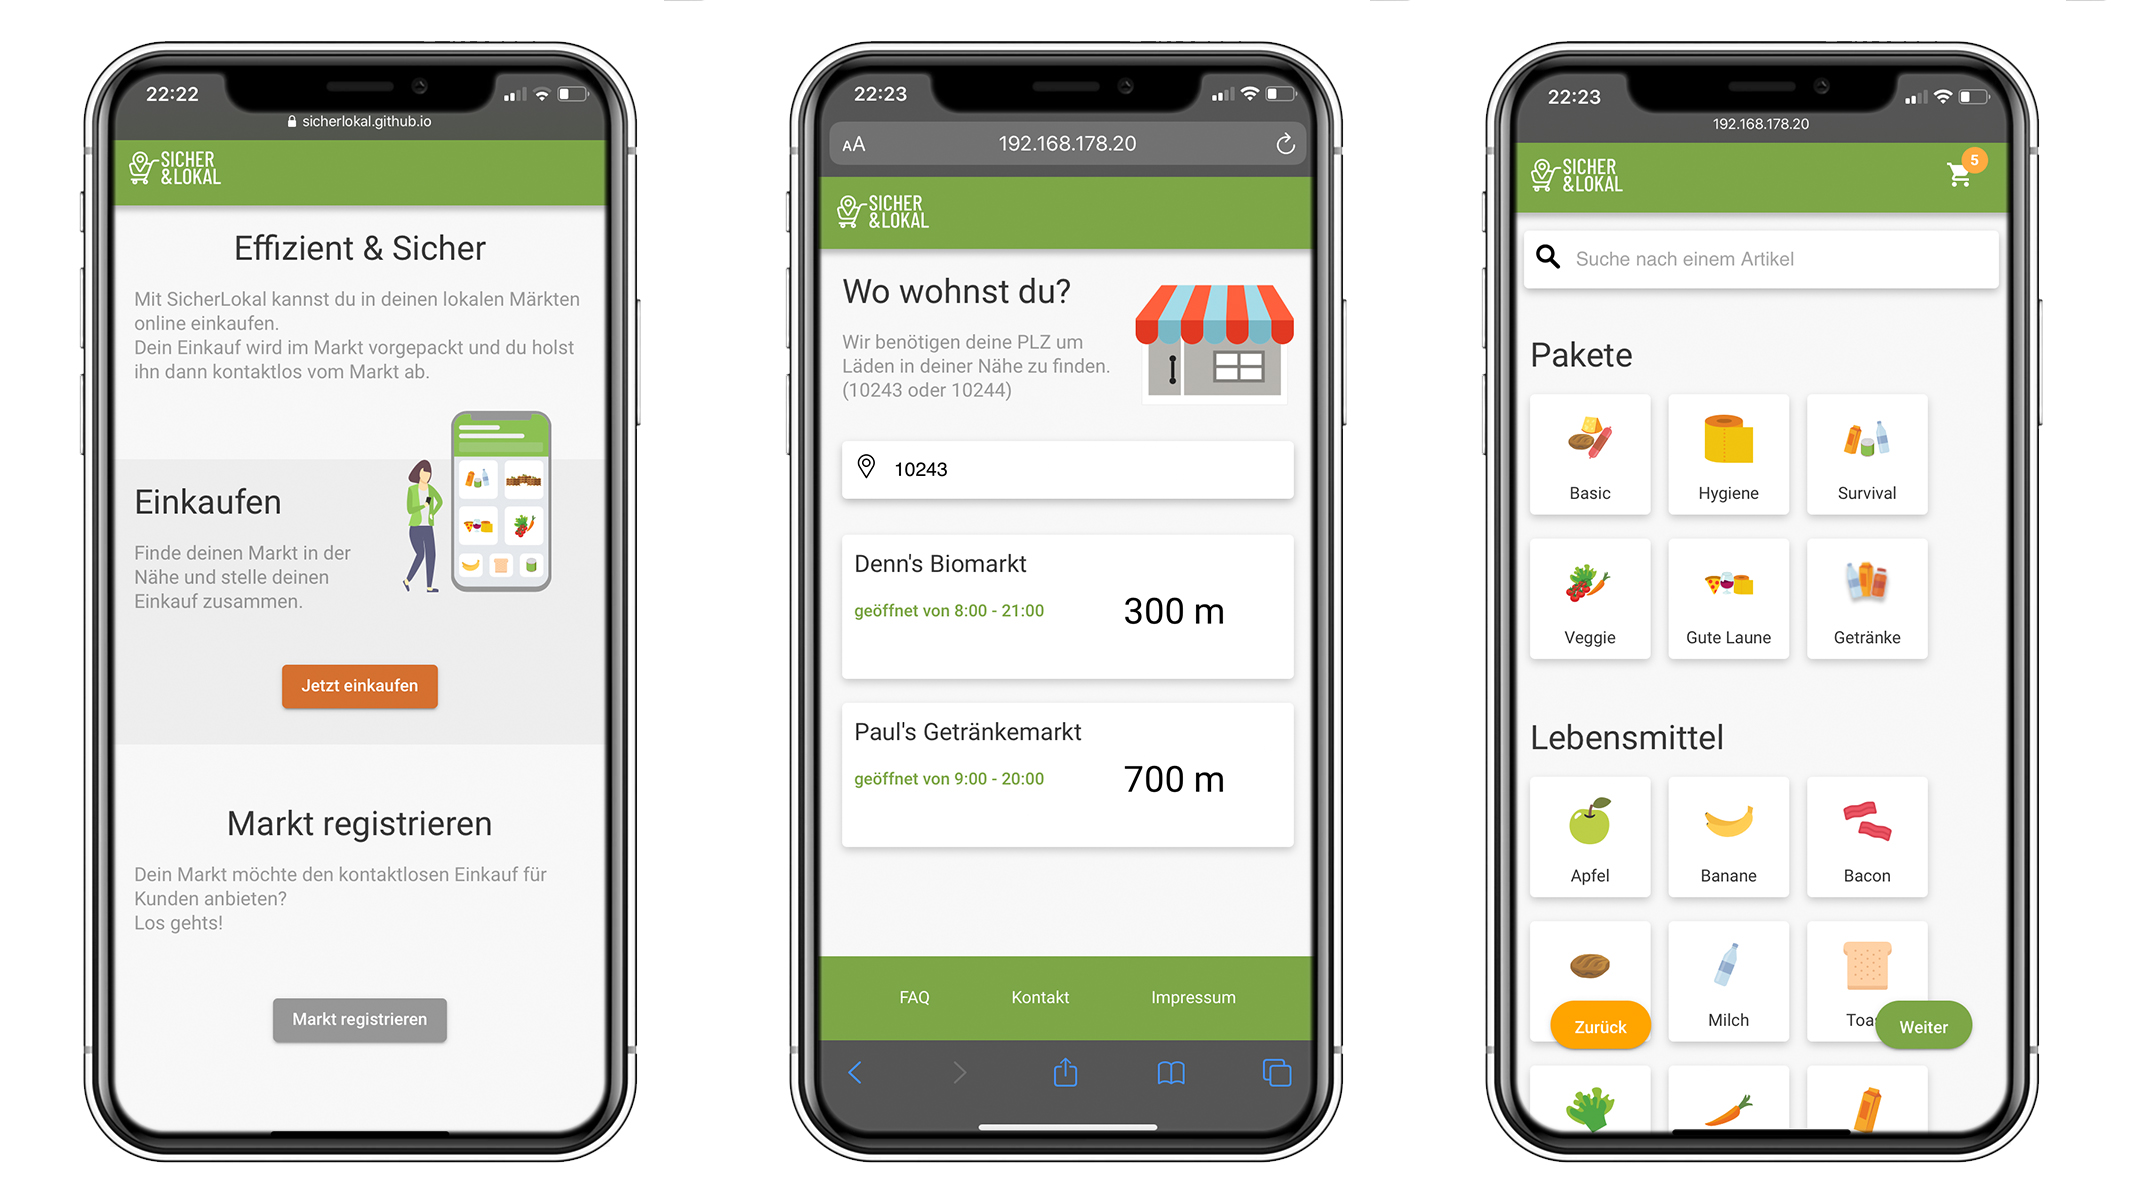 22:22
sicherlokal.github.io
SICHER
&LOKAL
Effizient & Sicher
Mit SicherLokal kannst du in deinen lokalen Märkten
online einkaufen.
Dein Einkauf wird im Markt vorgepackt und du holst
ihn dann kontaktlos vom Markt ab.
Einkaufen
Finde deinen Markt in der
Nähe und stelle deinen
Einkauf zusammen.
Jetzt einkaufen
Markt registrieren
Dein Markt möchte den kontaktlosen Einkauf für
Kunden anbieten?
Los gehts!
Markt registrieren
22:23
AA
192.168.178.20
SICHER
&LOKAL
Wo wohnst du?
Wir benötigen deine PLZ um
Läden in deiner Nähe zu finden.
(10243 oder 10244)
10243
Denn's Biomarkt
geöffnet von 8:00 - 21:00
300 m
Paul's Getränkemarkt
geöffnet von 9:00 - 20:00
700 m
FAQ
Kontakt
Impressum
22:23
192.168.178.20
SICHER
&LOKAL
5
Suche nach einem Artikel
Pakete
Basic
Hygiene
Survival
Veggie
Gute Laune
Getränke
Lebensmittel
Apfel
Banane
Bacon
Milch
Toa
Zurück
Weiter